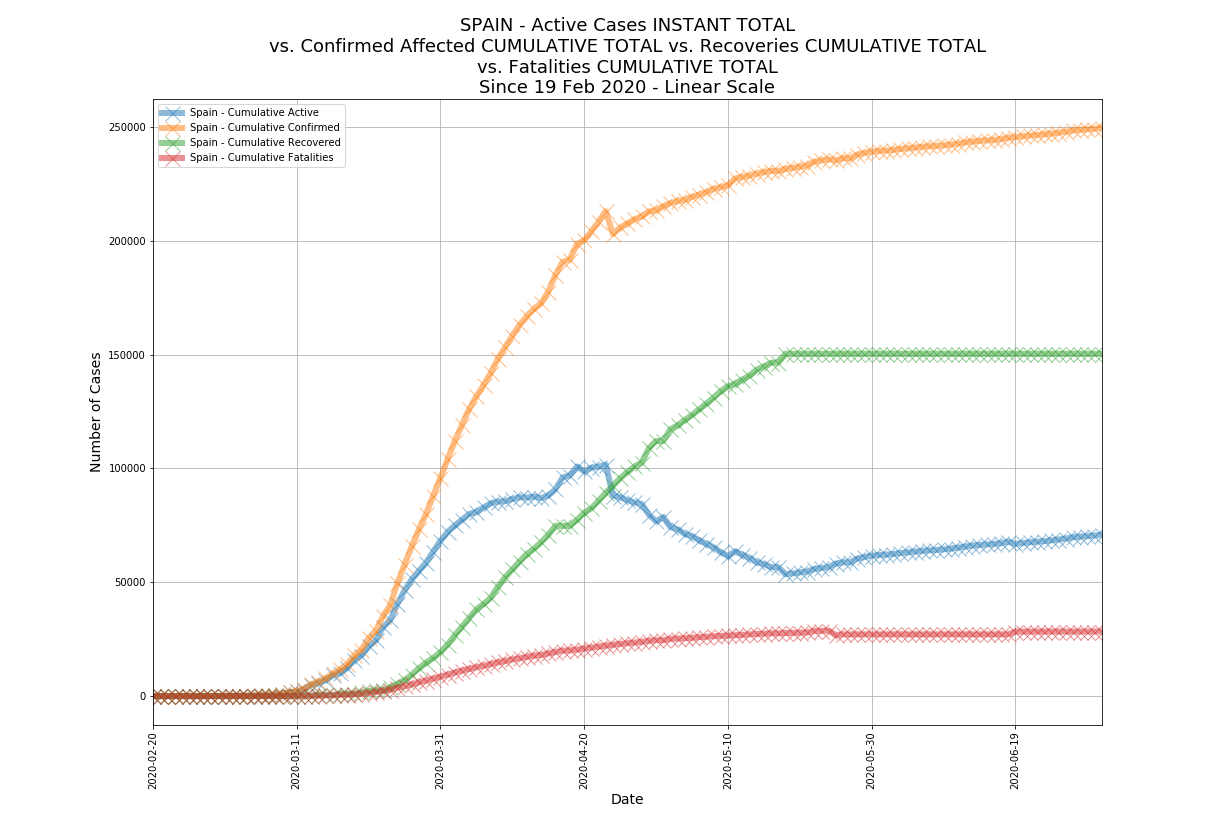 SPAIN - Active Cases INSTANT TOTAL
vs. Confirmed Affected CUMULATIVE TOTAL vs. Recoveries CUMULATIVE TOTAL
vs. Fatalities CUMULATIVE TOTAL
Since 19 Feb 2020 - Linear Scale
Spain - Cumulative Active
Spain - Cumulative Confirmed
Spain - Cumulative Recovered
Spain - Cumulative Fatalities
250000
200000
150000
100000
50000
0
Number of Cases
2020-02-20
2020-03-11
2020-03-31
2020-04-20
2020-05-10
2020-05-30
2020-06-19
Date